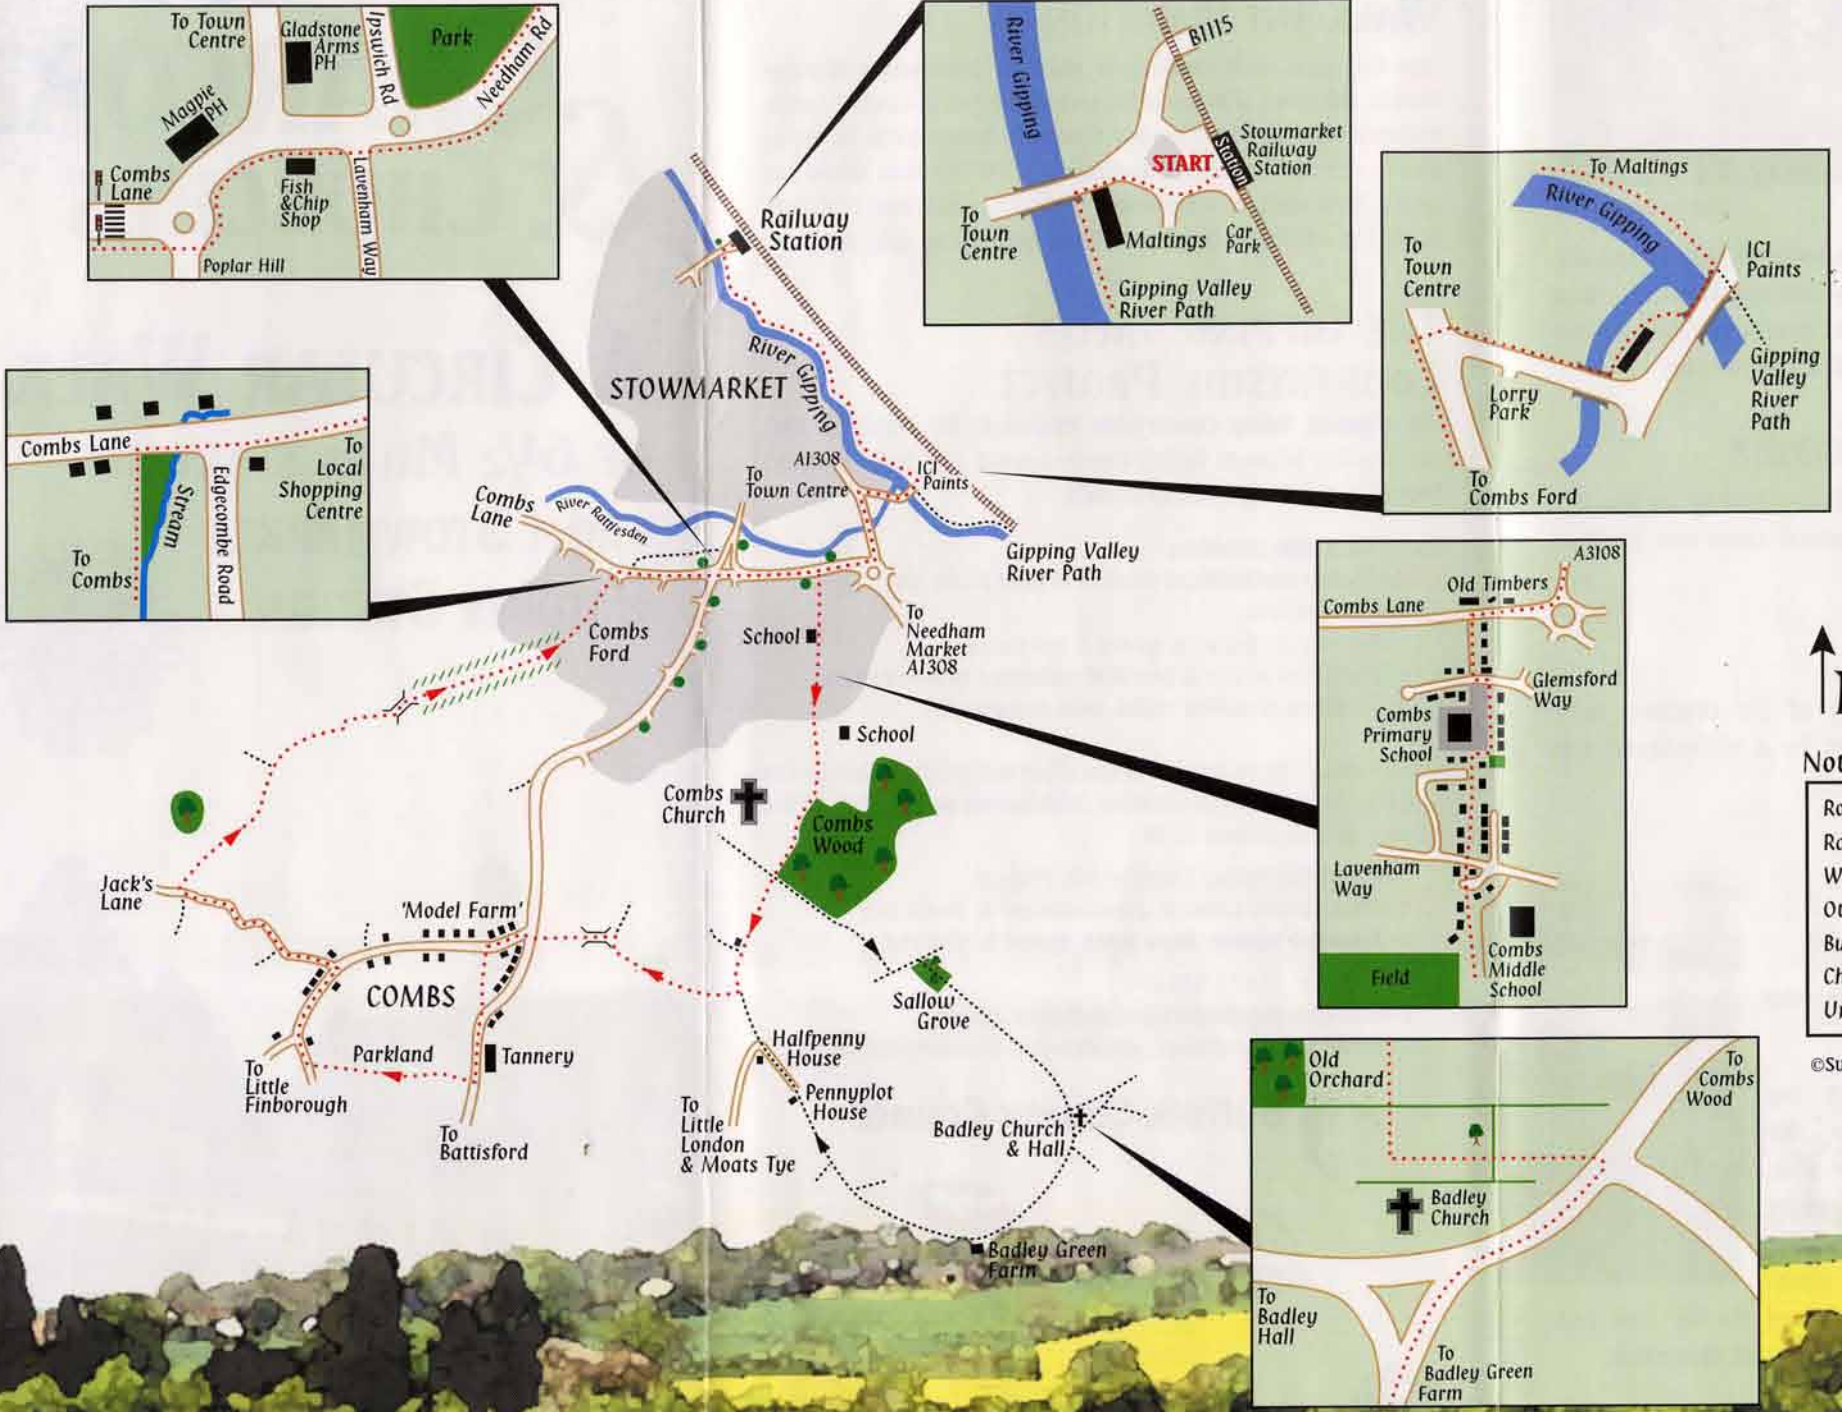 To Town
Centre
Gladstone
Arms
PH
Ipswich Rd
Park
Needham Rd
Magpie
PH
Combs
Lane
Fish
& Chip
Shop
Lavenham Way
Poplar Hill
River Gipping
B1115
START
Station
Stowmarket
Railway
Station
To
Town
Centre
Maltings
Car
Park
Gipping Valley
River Path
To Maltings
River Gipping
To
Town
Centre
ICI
Paints
Lorry
Park
Gipping
Valley
River
Path
To
Combs Ford
Combs Lane
To
Local
Shopping
Centre
Stream
Edgecombe Road
To
Combs
Railway
Station
STOWMARKET
River Gipping
A1308
To
Town Centre
ICI
Paints
Combs
Lane
River Rattlesden
Gipping Valley
River Path
Combs
Ford
School
To
Needham
Market
A1308
School
Combs
Church
Combs
Wood
Jack's
Lane
'Model Farm'
COMBS
Sallow
Grove
Parkland
Tannery
Halfpenny
House
Pennyplot
House
To
Little
Finborough
To
Battisford
To
Little
London
& Moats Tye
Badley Church
& Hall
Badley Green
Farm
A3108
Old Timbers
Combs Lane
Glemsford
Way
Combs
Primary
School
Lavenham
Way
Combs
Middle
School
Field
Old
Orchard
To
Combs
Wood
Badley
Church
To
Badley
Hall
To
Badley Green
Farm
Not
Ro
Ra
W
Ot
Bu
Ch
Un
©Su